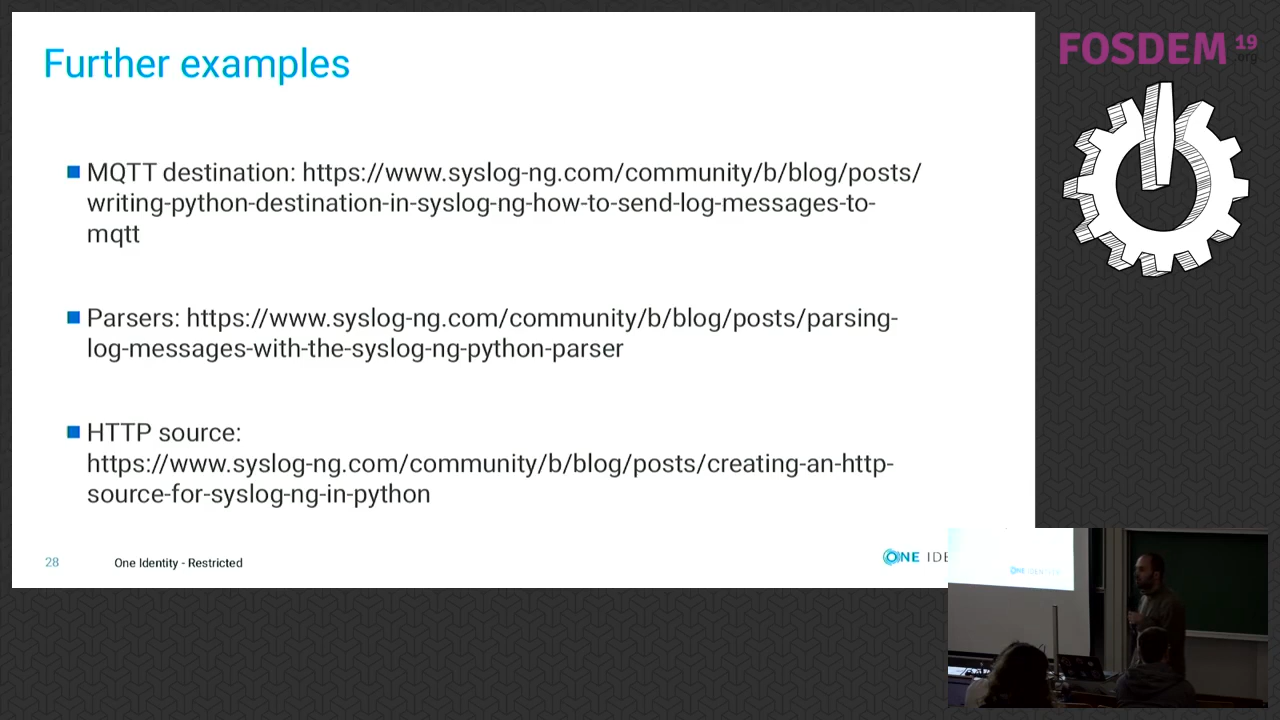 Further examples
MQTT destination: https://www.syslog-ng.com/community/b/blog/posts/
writing-python-destination-in-syslog-ng-how-to-send-log-messages-to-
mqtt
Parsers: https://www.syslog-ng.com/community/b/blog/posts/parsing-
log-messages-with-the-syslog-ng-python-parser
HTTP source:
https://www.syslog-ng.com/community/b/blog/posts/creating-an-http-
source-for-syslog-ng-in-python
28
One Identity - Restricted
ONE IDE
FOSDEM 19
.org